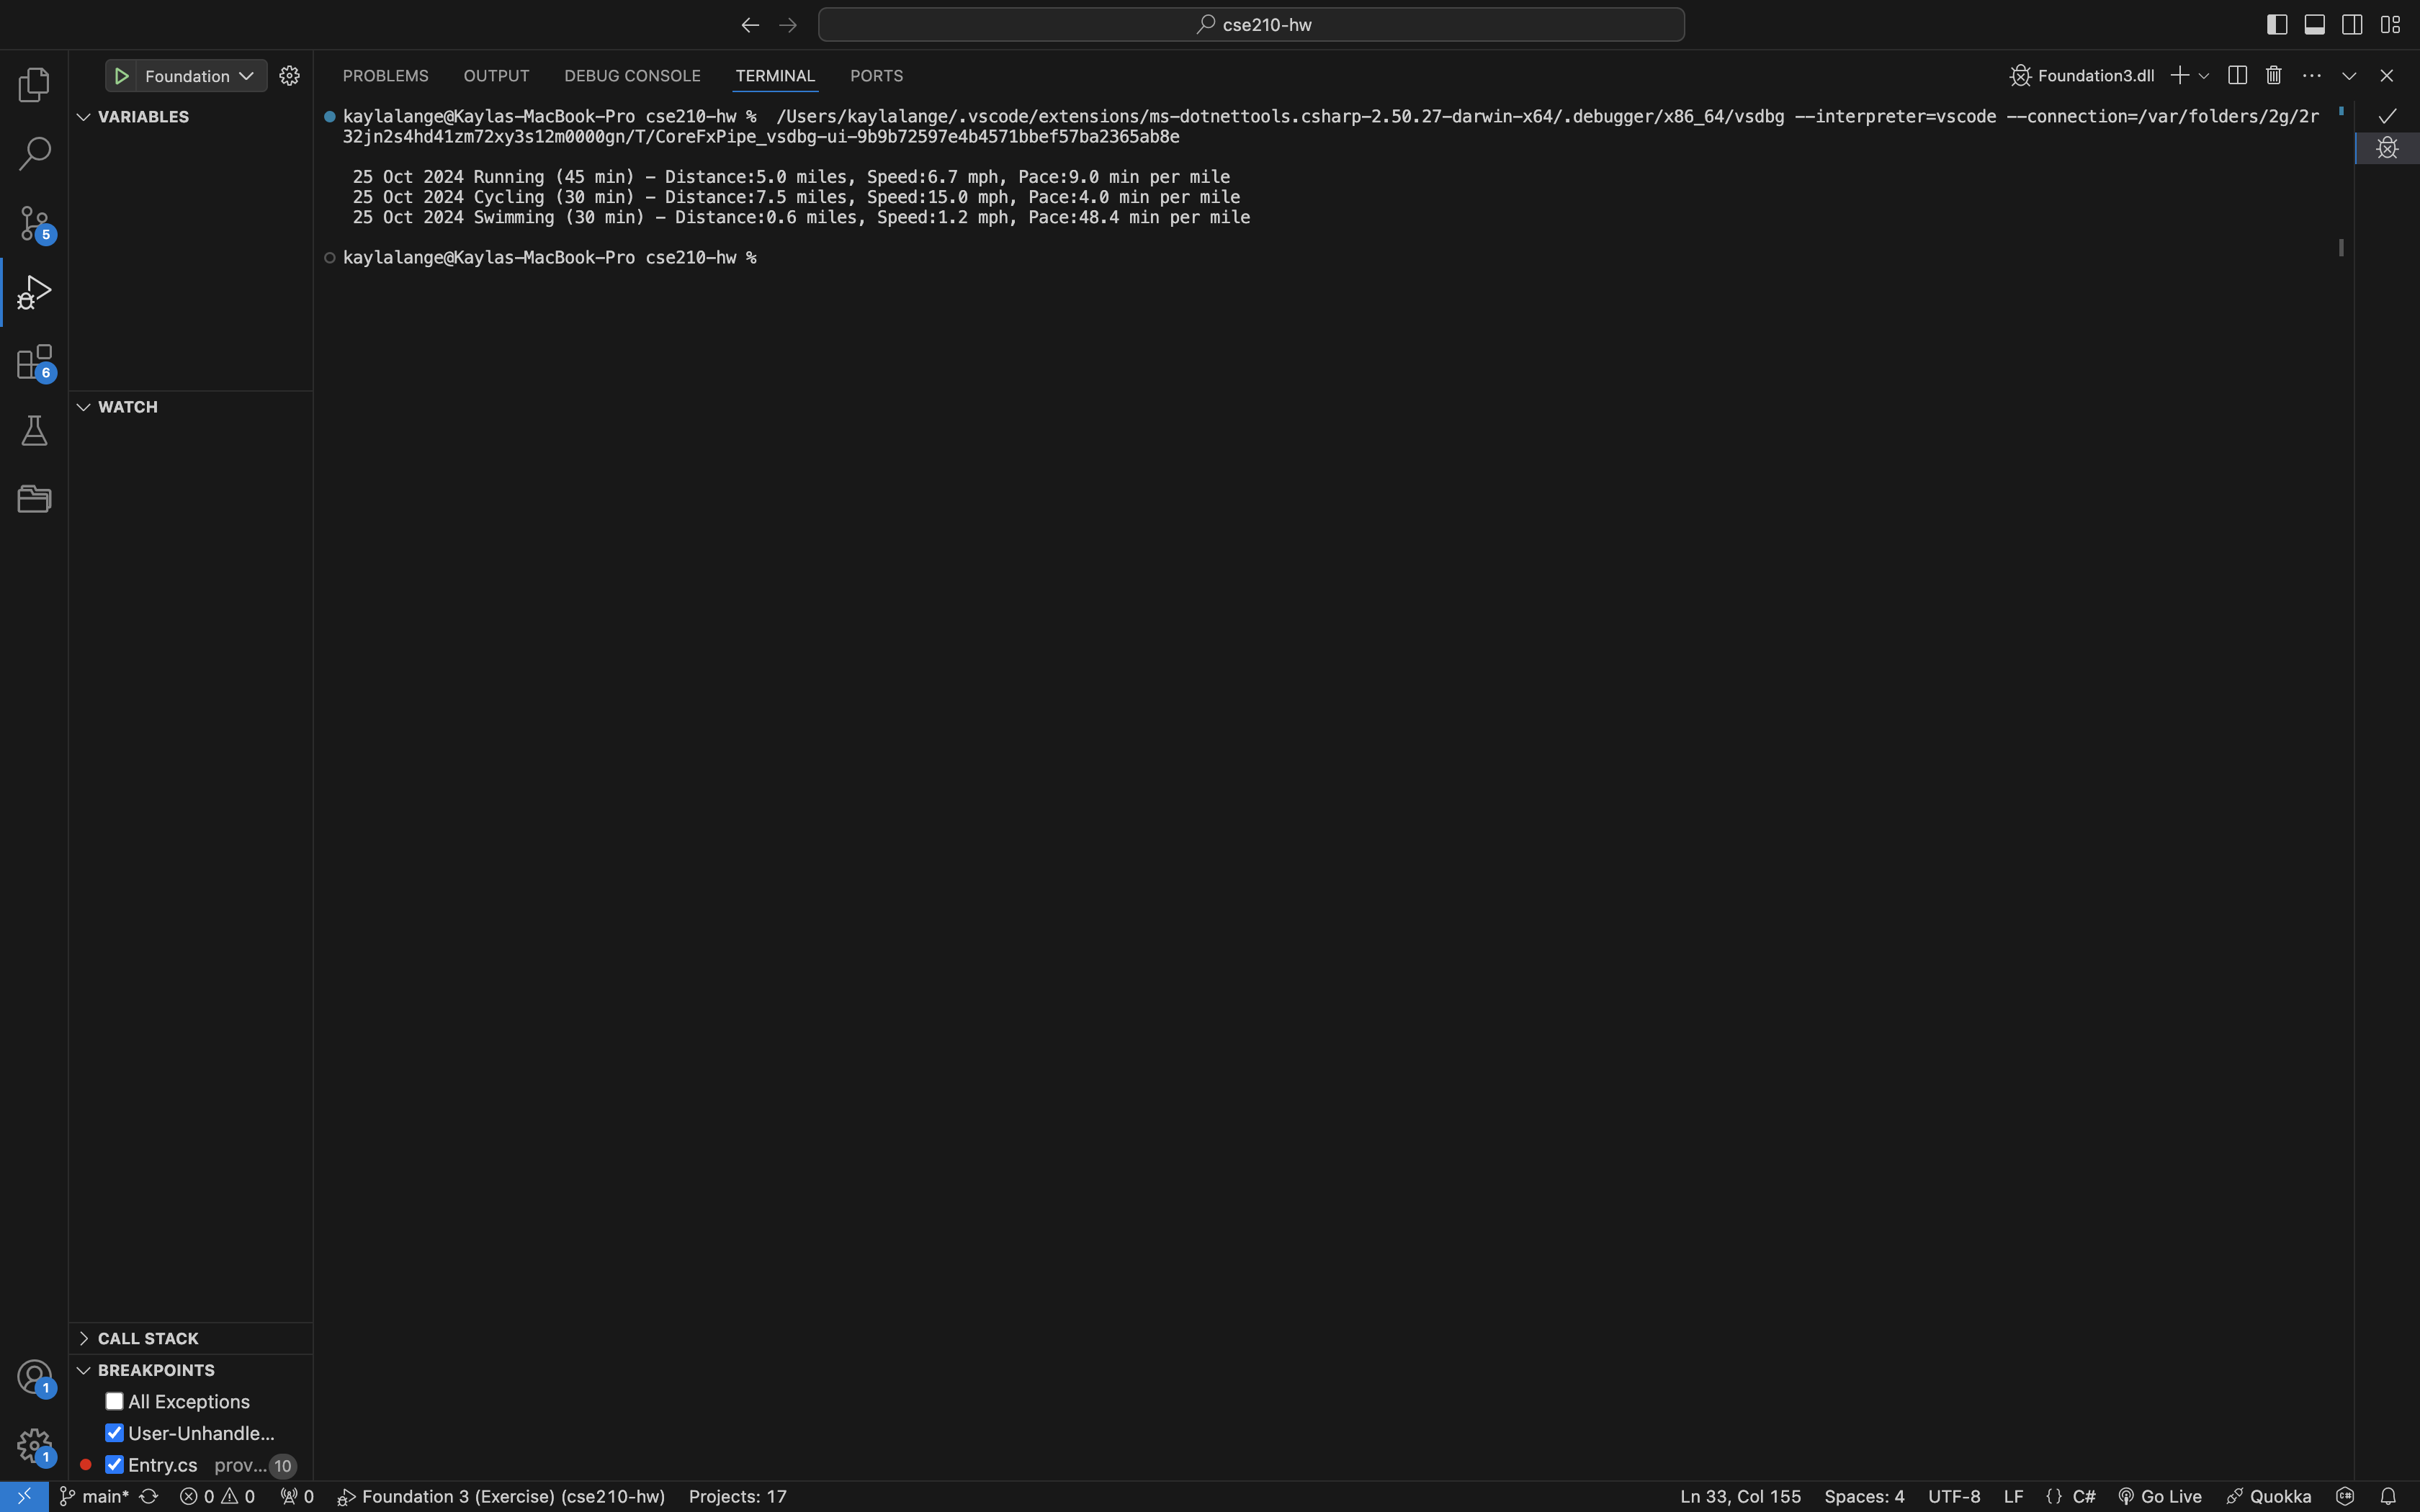 cse210-hw
Foundation
PROBLEMS OUTPUT DEBUG CONSOLE TERMINAL PORTS
Foundation3.dll
VARIABLES
kaylalange@Kaylas-MacBook-Pro cse210-hw %  /Users/kaylalange/.vscode/extensions/ms-dotnettools.csharp-2.50.27-darwin-x64/.debugger/x86_64/vsdbg --interpreter=vscode --connection=/var/folders/2g/2r
32jn2s4hd41zm72xy3s12m0000gn/T/CoreFxPipe_vsdbg-ui-9b9b72597e4b4571bbef57ba2365ab8e
25 Oct 2024 Running (45 min) - Distance:5.0 miles, Speed:6.7 mph, Pace:9.0 min per mile
25 Oct 2024 Cycling (30 min) - Distance:7.5 miles, Speed:15.0 mph, Pace:4.0 min per mile
25 Oct 2024 Swimming (30 min) - Distance:0.6 miles, Speed:1.2 mph, Pace:48.4 min per mile
kaylalange@Kaylas-MacBook-Pro cse210-hw %
5
6
WATCH
CALL STACK
BREAKPOINTS
All Exceptions
User-Unhandle...
Entry.cs prov... 10
1
1
main* 0 0 0 Foundation 3 (Exercise) (cse210-hw) Projects: 17 Ln 33, Col 155 Spaces: 4 UTF-8 LF {} C# Go Live Quokka